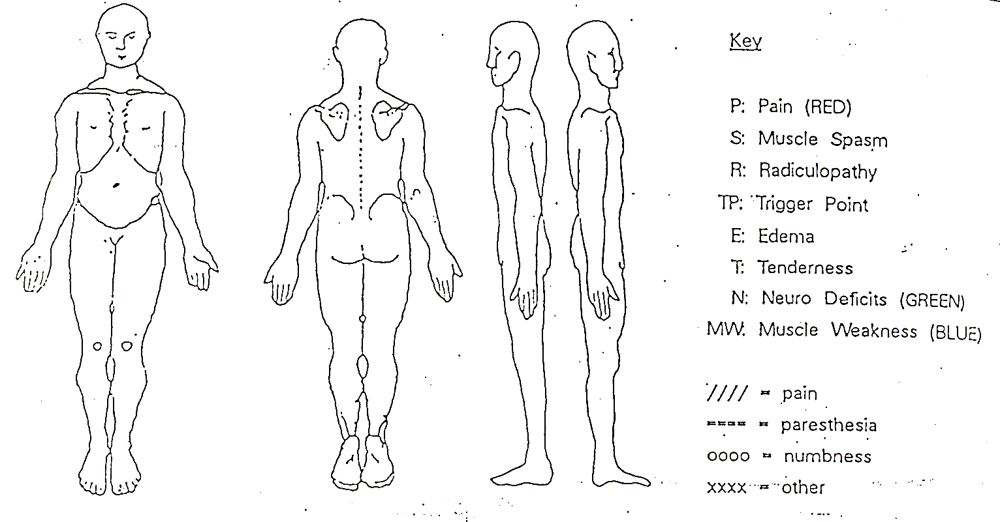 Key
P: Pain (RED)
S: Muscle Spasm
R: Radiculopathy
TP: Trigger Point
E: Edema
T: Tenderness
N: Neuro Deficits (GREEN)
MW: Muscle Weakness (BLUE)
//// = pain
==== = paresthesia
oooo = numbness
xxxx = other